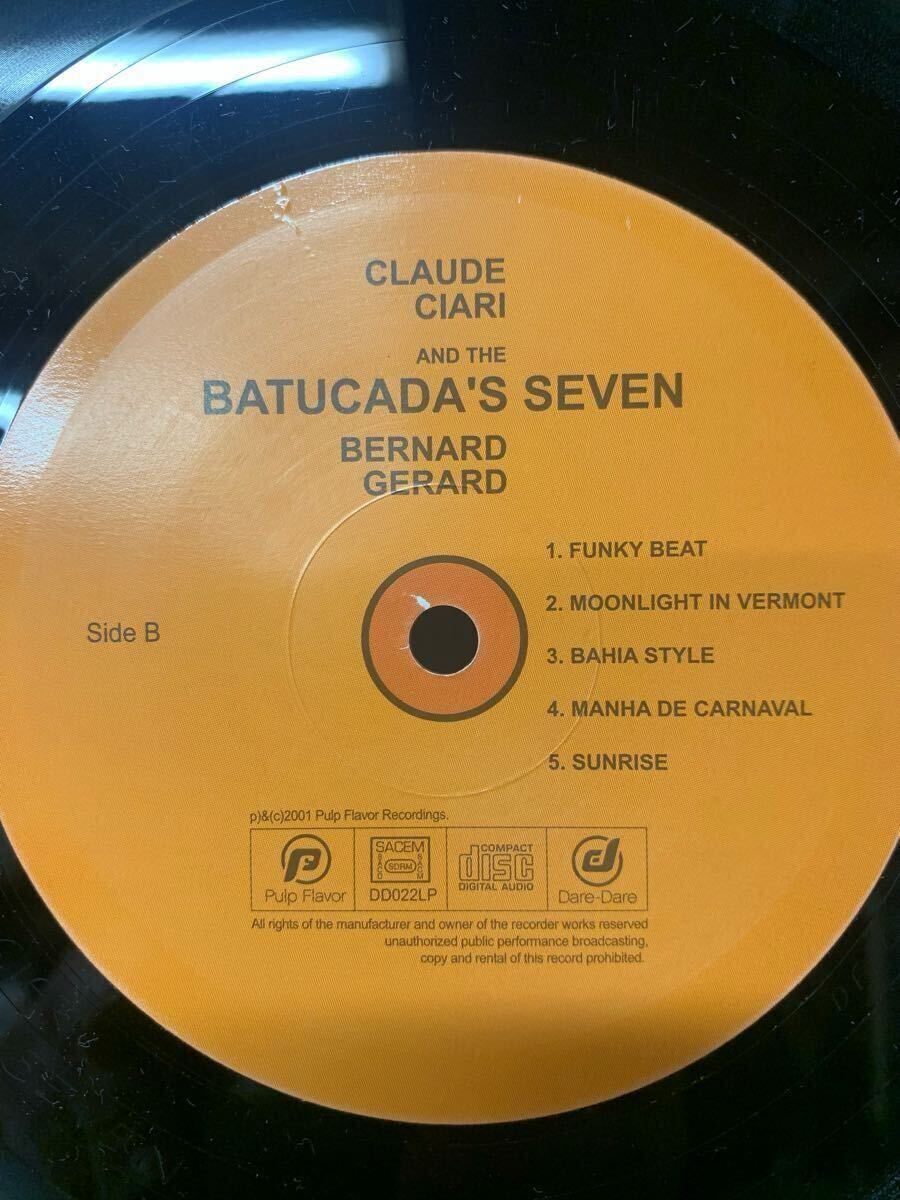 CLAUDE
CIARI
AND THE
BATUCADA'S SEVEN
BERNARD
GERARD
1. FUNKY BEAT
2. MOONLIGHT IN VERMONT
Side B
3. BAHIA STYLE
4. MANHA DE CARNAVAL
5. SUNRISE
p)&(c)2001 Pulp Flavor Recordings.
Pulp Flavor
SACEM
SDRM
DD022LP
COMPACT
disc
DIGITAL AUDIO
Dare-Dare
All rights of the manufacturer and owner of the recorder works reserved
unauthorized public performance broadcasting,
copy and rental of this record prohibited.